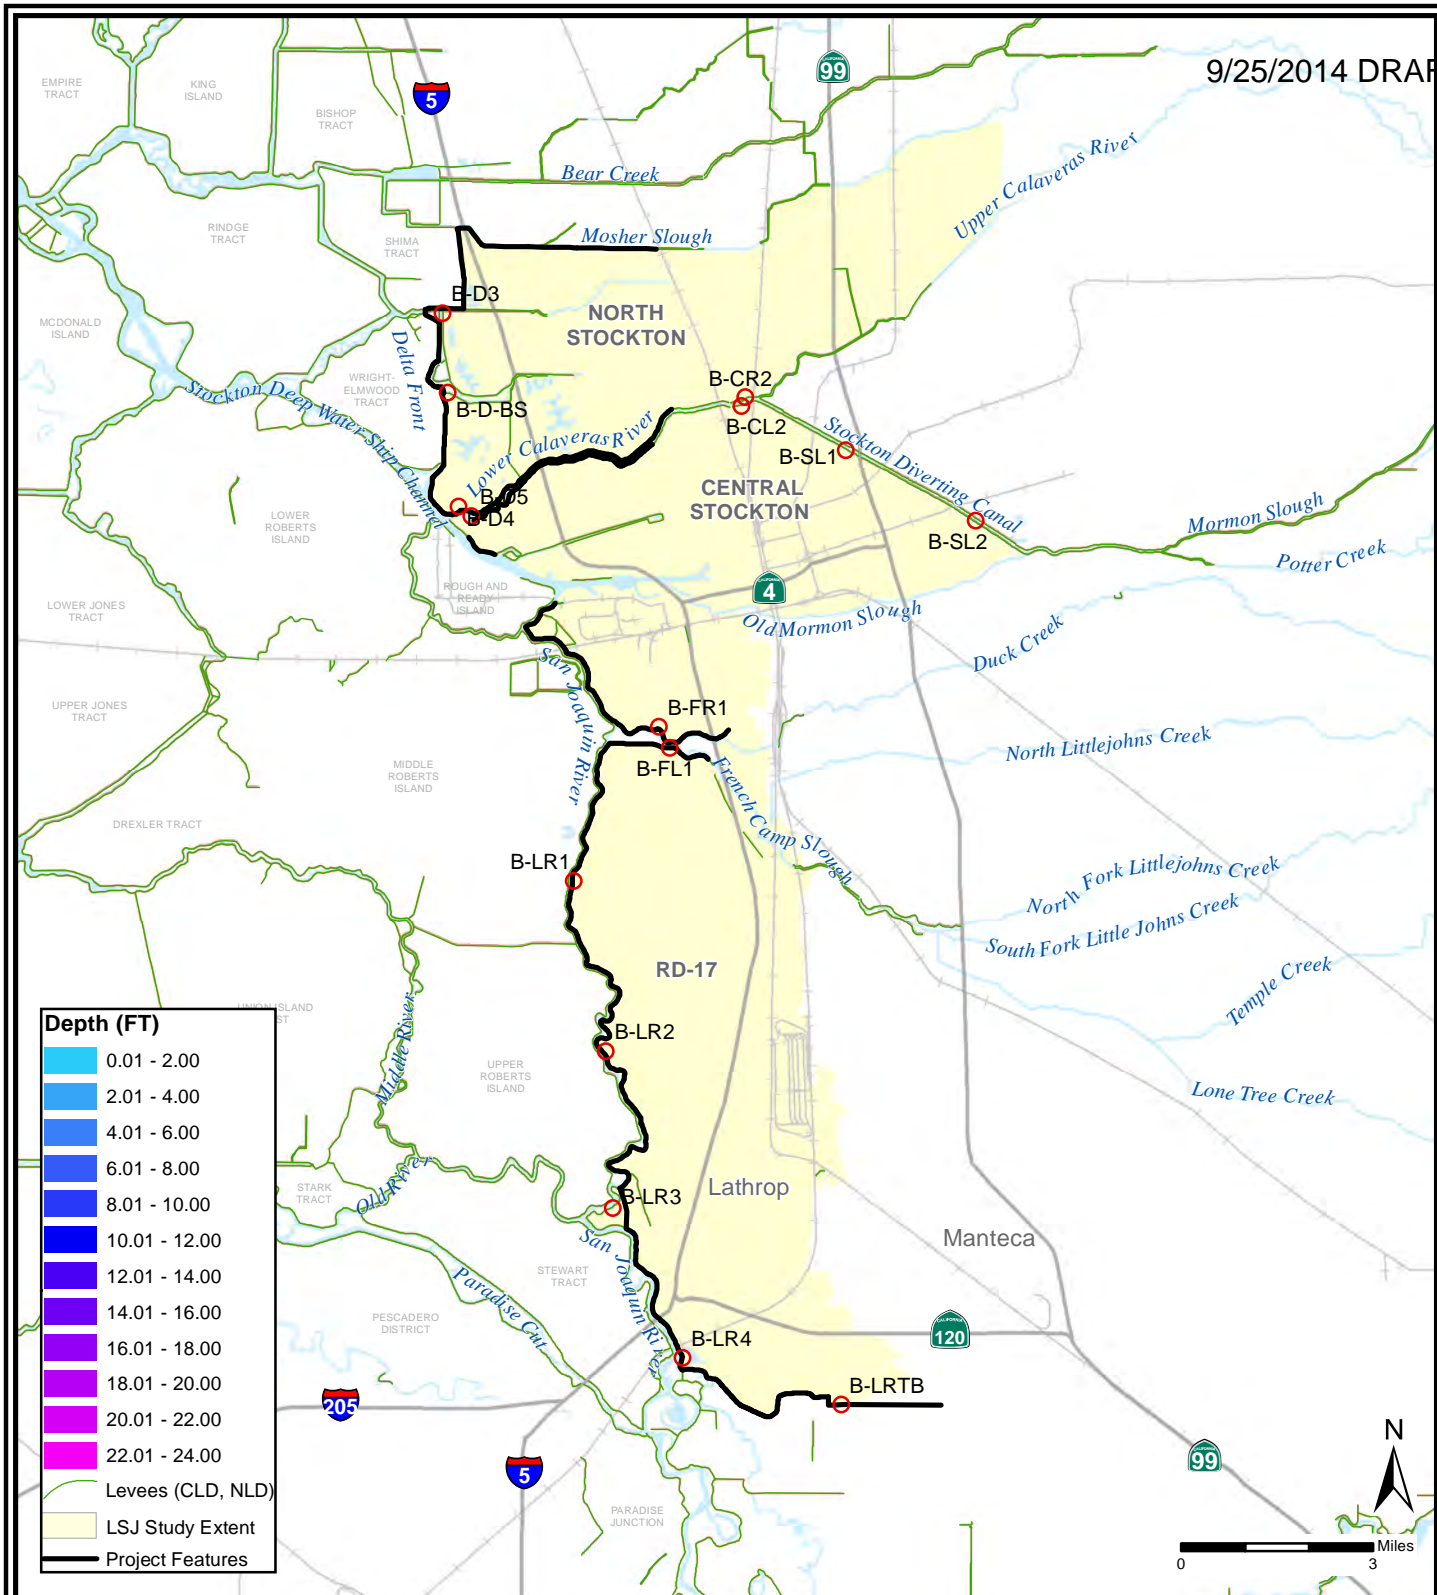 9/25/2014 DRAF
EMPIRE
TRACT
KING
ISLAND
BISHOP
TRACT
5
CALIFORNIA
99
Bear Creek
Upper Calaveras River
RINDGE
TRACT
SHIMA
TRACT
Mosher Slough
B-D3
NORTH
STOCKTON
MCDONALD
ISLAND
Delta Front
WRIGHT-
ELMWOOD
TRACT
Stockton Deep Water Ship Channel
B-D-BS
B-CR2
B-CL2
Lower Calaveras River
Stockton Diverting Canal
B-SL1
CENTRAL
STOCKTON
B-D5
B-D4
LOWER
ROBERTS
ISLAND
B-SL2
Mormon Slough
Potter Creek
ROUGH AND
READY
ISLAND
CALIFORNIA
4
LOWER JONES
TRACT
Old Mormon Slough
Duck Creek
San Joaquin River
UPPER JONES
TRACT
B-FR1
B-FL1
North Littlejohns Creek
MIDDLE
ROBERTS
ISLAND
French Camp Slough
DREXLER TRACT
B-LR1
North Fork Littlejohns Creek
South Fork Little Johns Creek
RD-17
Temple Creek
UNION ISLAND
ST
Middle River
B-LR2
UPPER
ROBERTS
ISLAND
Lone Tree Creek
STARK
TRACT
Old River
B-LR3
Lathrop
San Joaquin River
Manteca
STEWART
TRACT
Paradise Cut
PESCADERO
DISTRICT
B-LR4
CALIFORNIA
120
B-LRTB
205
5
CALIFORNIA
99
PARADISE
JUNCTION
N
Miles
0 3
Depth (FT)
0.01 - 2.00
2.01 - 4.00
4.01 - 6.00
6.01 - 8.00
8.01 - 10.00
10.01 - 12.00
12.01 - 14.00
14.01 - 16.00
16.01 - 18.00
18.01 - 20.00
20.01 - 22.00
22.01 - 24.00
Levees (CLD, NLD)
LSJ Study Extent
Project Features